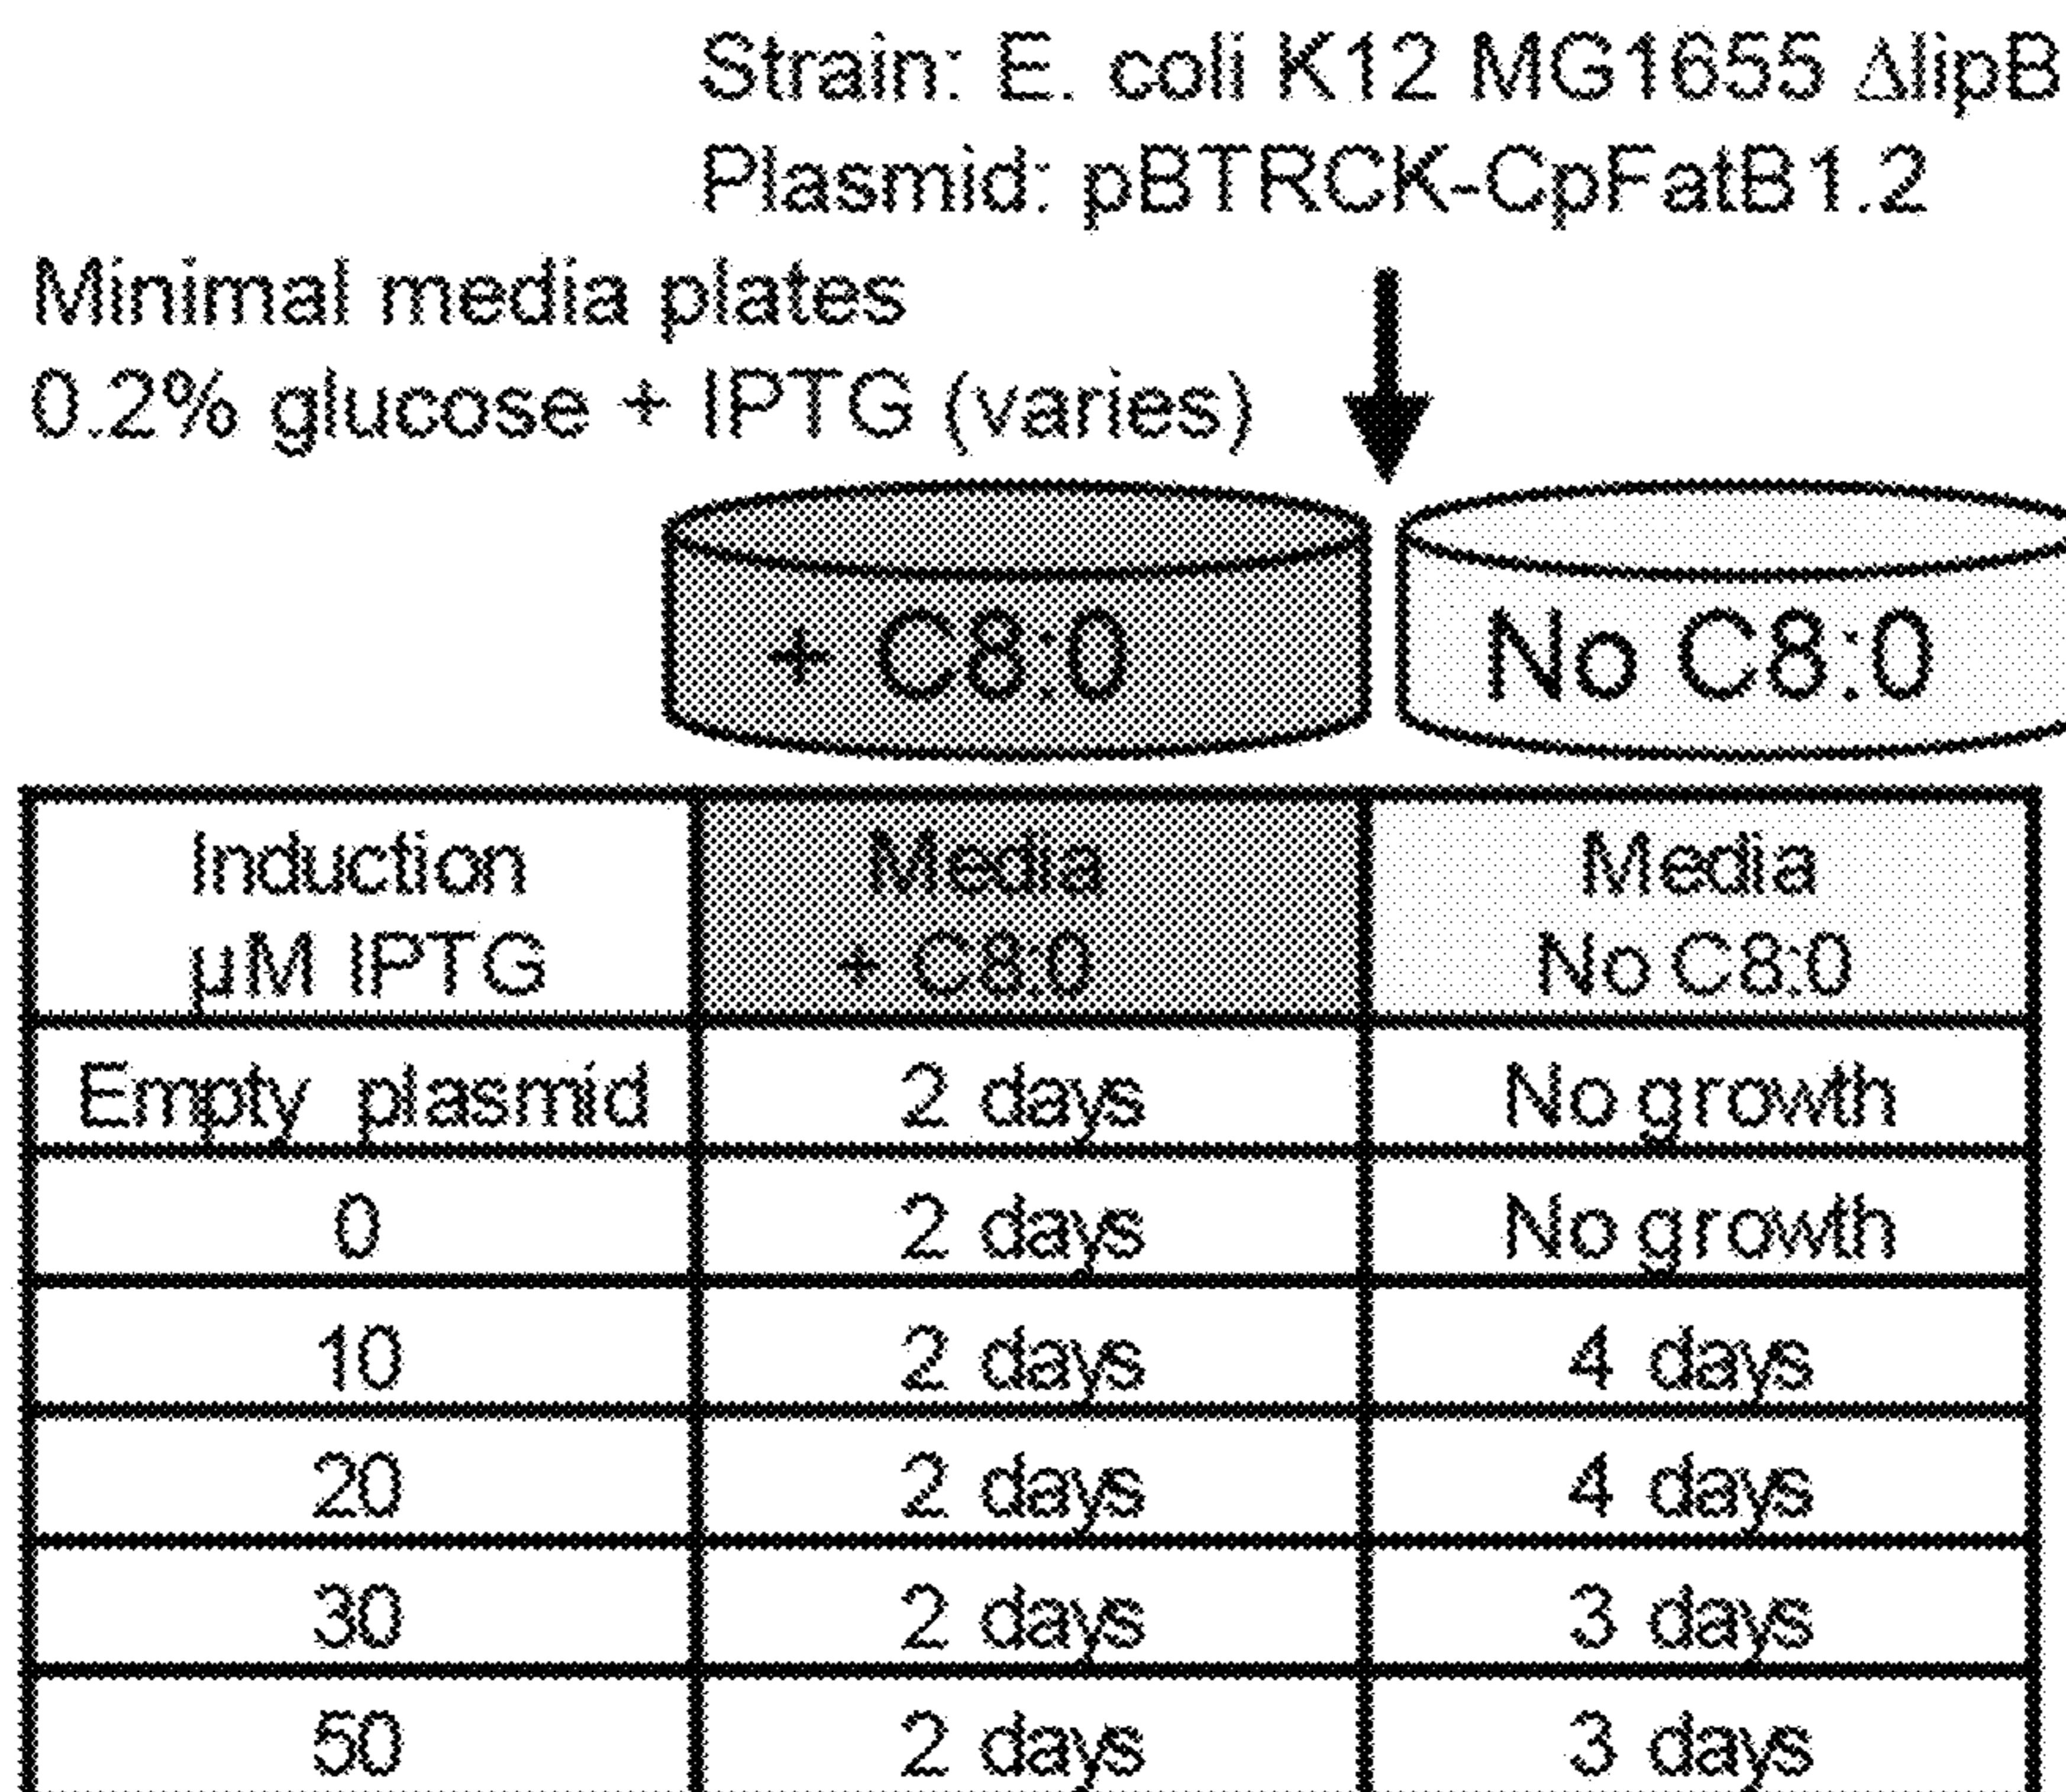 Strain: E. coli K12 MG1655 ΔlipB
Plasmid: pBTRCK-CpFatB1.2
Minimal media plates
0.2% glucose + IPTG (varies)
+ C8:0
No C8:0
Induction
µM IPTG
Media
+ C8:0
Media
No C8:0
Empty plasmid
2 days
No growth
0
2 days
No growth
10
2 days
4 days
20
2 days
4 days
30
2 days
3 days
50
2 days
3 days